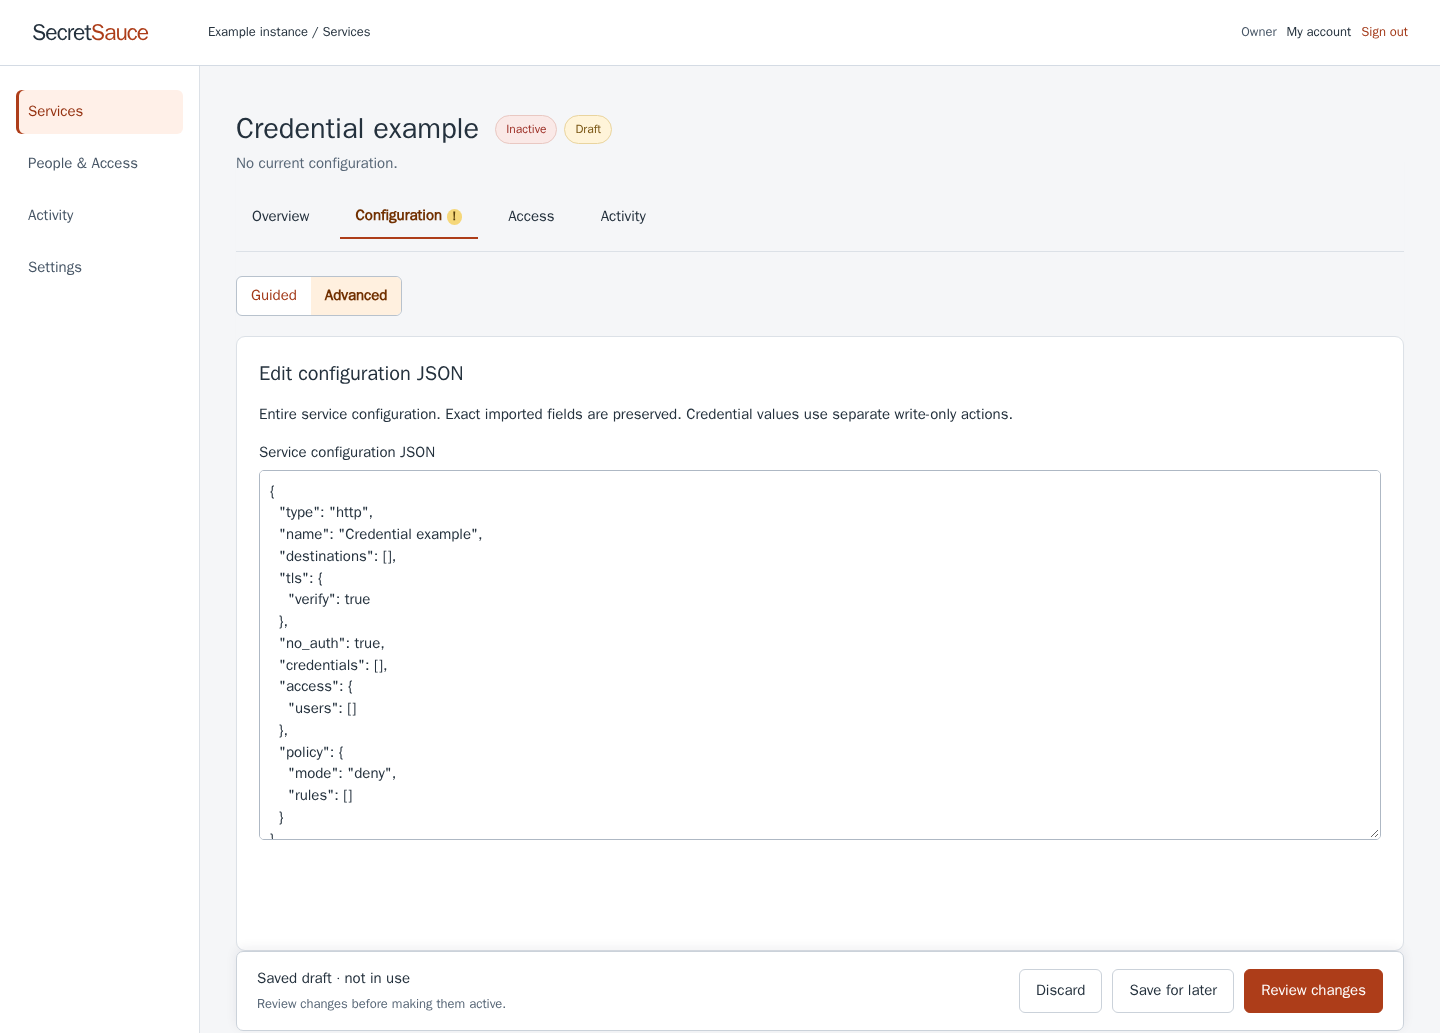 SecretSauce
Example instance / Services
Owner My account Sign out
Services
People & Access
Activity
Settings
Credential example Inactive Draft
No current configuration.
Overview Configuration ! Access Activity
Guided Advanced
Edit configuration JSON
Entire service configuration. Exact imported fields are preserved. Credential values use separate write-only actions.
Service configuration JSON
{
  "type": "http",
  "name": "Credential example",
  "destinations": [],
  "tls": {
    "verify": true
  },
  "no_auth": true,
  "credentials": [],
  "access": {
    "users": []
  },
  "policy": {
    "mode": "deny",
    "rules": []
  }
}
Saved draft · not in use
Review changes before making them active.
Discard Save for later Review changes